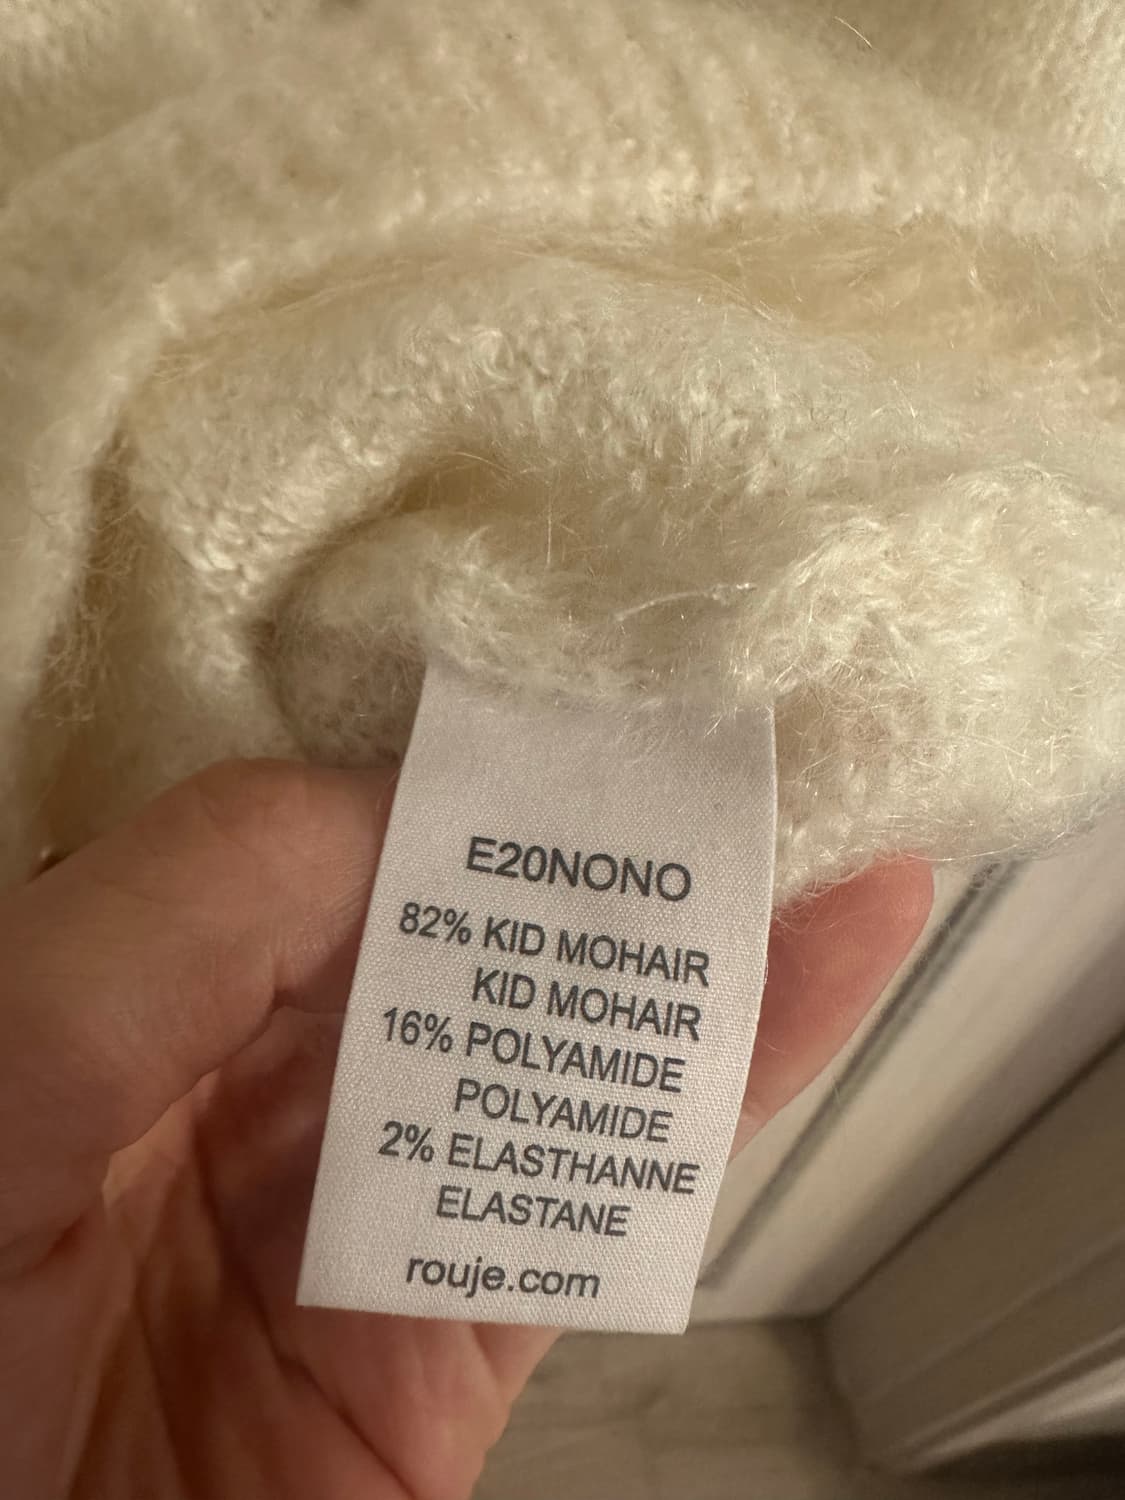 E20NONO
82% KID MOHAIR
KID MOHAIR
16% POLYAMIDE
POLYAMIDE
2% ELASTHANNE
ELASTANE
rouje.com